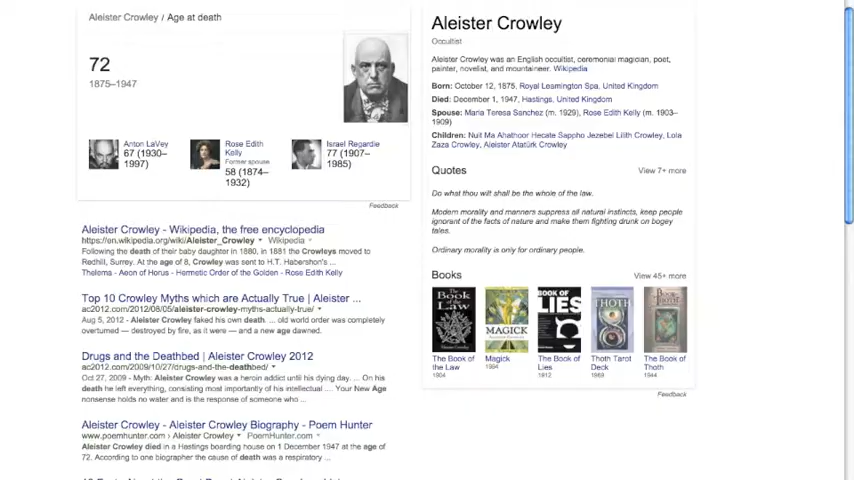 Aleister Crowley / Age at death
72
1875–1947
Anton LaVey
67 (1930–
1997)
Rose Edith
Kelly
Former spouse
58 (1874–
1932)
Israel Regardie
77 (1907–
1985)
Feedback
Aleister Crowley - Wikipedia, the free encyclopedia
https://en.wikipedia.org/wiki/Aleister_Crowley ▾ Wikipedia ▾
Following the death of their baby daughter in 1880, in 1881 the Crowleys moved to
Redhill, Surrey. At the age of 8, Crowley was sent to H.T. Habershon's ...
Thelema - Aeon of Horus - Hermetic Order of the Golden - Rose Edith Kelly
Top 10 Crowley Myths which are Actually True | Aleister ...
ac2012.com/2012/08/05/aleister-crowley-myths-actually-true/ ▾
Aug 5, 2012 - Aleister Crowley faked his own death. ... old world order was completely
overturned — destroyed by fire, as it were — and a new age dawned.
Drugs and the Deathbed | Aleister Crowley 2012
ac2012.com/2009/10/27/drugs-and-the-deathbed/ ▾
Oct 27, 2009 - Myth: Aleister Crowley was a heroin addict until his dying day. ... On his
death he left everything, consisting most importantly of his intellectual .... Your New Age
nonsense holds no water and is the response of someone who ...
Aleister Crowley - Aleister Crowley Biography - Poem Hunter
www.poemhunter.com › Aleister Crowley ▾ PoemHunter.com ▾
Aleister Crowley died in a Hastings boarding house on 1 December 1947 at the age of
72. According to one biographer the cause of death was a respiratory ...
Aleister Crowley
Occultist
Aleister Crowley was an English occultist, ceremonial magician, poet,
painter, novelist, and mountaineer. Wikipedia
Born: October 12, 1875, Royal Leamington Spa, United Kingdom
Died: December 1, 1947, Hastings, United Kingdom
Spouse: Maria Teresa Sanchez (m. 1929), Rose Edith Kelly (m. 1903–
1909)
Children: Nuit Ma Ahathoor Hecate Sappho Jezebel Lilith Crowley, Lola
Zaza Crowley, Aleister Atatürk Crowley
Quotes
View 7+ more
Do what thou wilt shall be the whole of the law.
Modern morality and manners suppress all natural instincts, keep people
ignorant of the facts of nature and make them fighting drunk on bogey
tales.
Ordinary morality is only for ordinary people.
Books
View 45+ more
The
Book of
the Law
MAGICK
BOOK OF
LIES
THOTH
BOOK
THOTH
The Book of
the Law
1904
Magick
1994
The Book of
Lies
1912
Thoth Tarot
Deck
1969
The Book of
Thoth
1944
Feedback